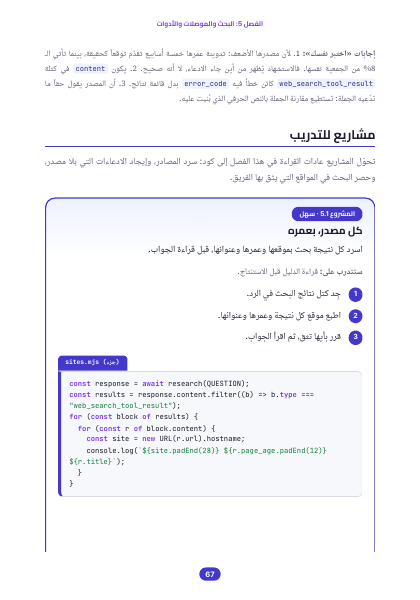 الفصل 5: البحث والموصلات والأدوات
إجابات «اختبر نفسك»: 1. لأن مصدرها الأضعف: تدوينة عمرها خمسة أسابيع تقدّم توقعاً كحقيقة، بينما تأتي الـ
8% من الجمعية نفسها. فالاستشهاد يُظهر من أين جاء الادعاء، لا أنه صحيح. 2. يكون content في كتلة
web_search_tool_result كائن خطأ فيه error_code بدل قائمة نتائج. 3. أن المصدر يقول حقاً ما
تدّعيه الجملة: تستطيع مقارنة الجملة بالنص الحرفي الذي بُنيت عليه.
مشاريع للتدريب
تحوّل المشاريع عادات القراءة في هذا الفصل إلى كود: سرد المصادر، وإيجاد الادعاءات التي بلا مصدر،
وحصر البحث في المواقع التي يثق بها الفريق.
المشروع 5.1 · سهل
كل مصدر، بعمره
اسرد كل نتيجة بحث بموقعها وعمرها وعنوانها، قبل قراءة الجواب.
ستتدرب على: قراءة الدليل قبل الاستنتاج.
1 جِد كتل نتائج البحث في الرد.
2 اطبع موقع كل نتيجة وعمرها وعنوانها.
3 قرر بأيها تثق، ثم اقرأ الجواب.
sites.mjs (جزء)
const response = await research(QUESTION);
const results = response.content.filter((b) => b.type ===
"web_search_tool_result");
for (const block of results) {
  for (const r of block.content) {
    const site = new URL(r.url).hostname;
    console.log(`${site.padEnd(28)} ${r.page_age.padEnd(12)}
${r.title}`);
  }
}
67